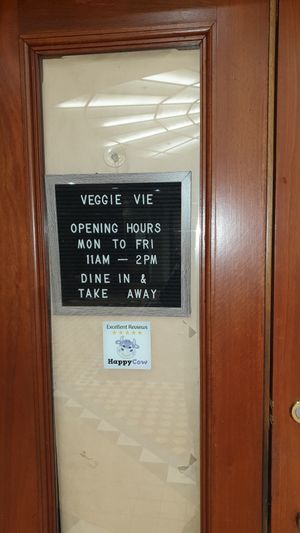 VEGGIE VIE
OPENING HOURS
MON TO FRI
11AM — 2PM
DINE IN &
TAKE AWAY
Excellent Reviews
HappyCow